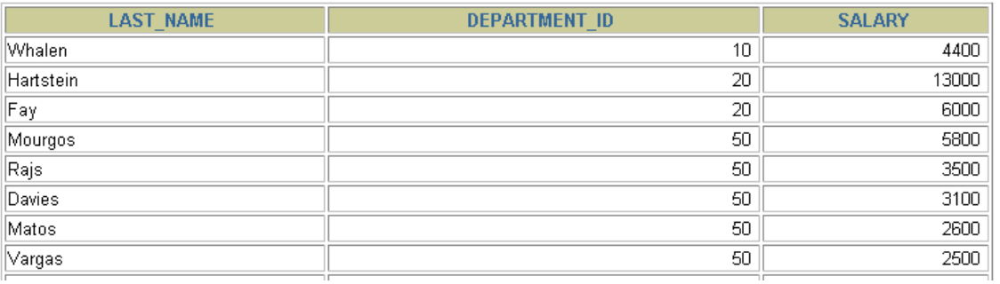 LAST_NAME DEPARTMENT_ID SALARY
Whalen 10 4400
Hartstein 20 13000
Fay 20 6000
Mourgos 50 5800
Rajs 50 3500
Davies 50 3100
Matos 50 2600
Vargas 50 2500